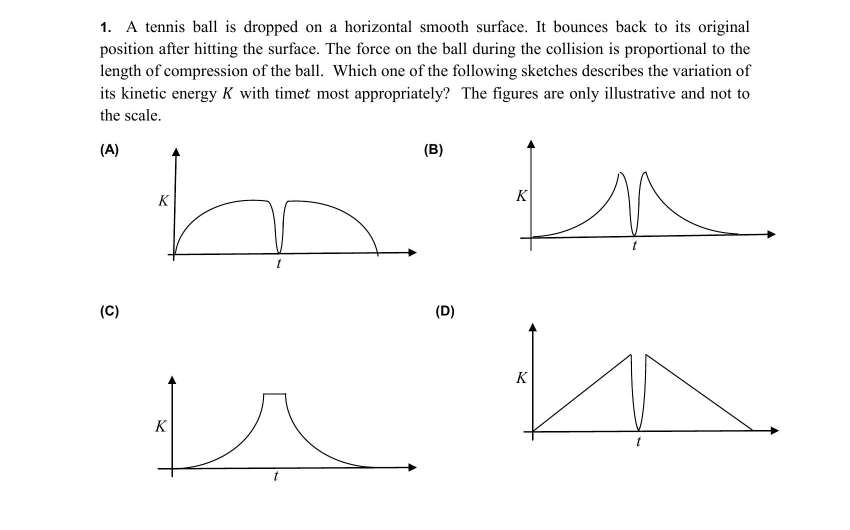 1. A tennis ball is dropped on a horizontal smooth surface. It bounces back to its original
position after hitting the surface. The force on the ball during the collision is proportional to the
length of compression of the ball. Which one of the following sketches describes the variation of
its kinetic energy K with timet most appropriately? The figures are only illustrative and not to
the scale.
(A)
(B)
K
K
t
t
(C)
(D)
K
K
t
t